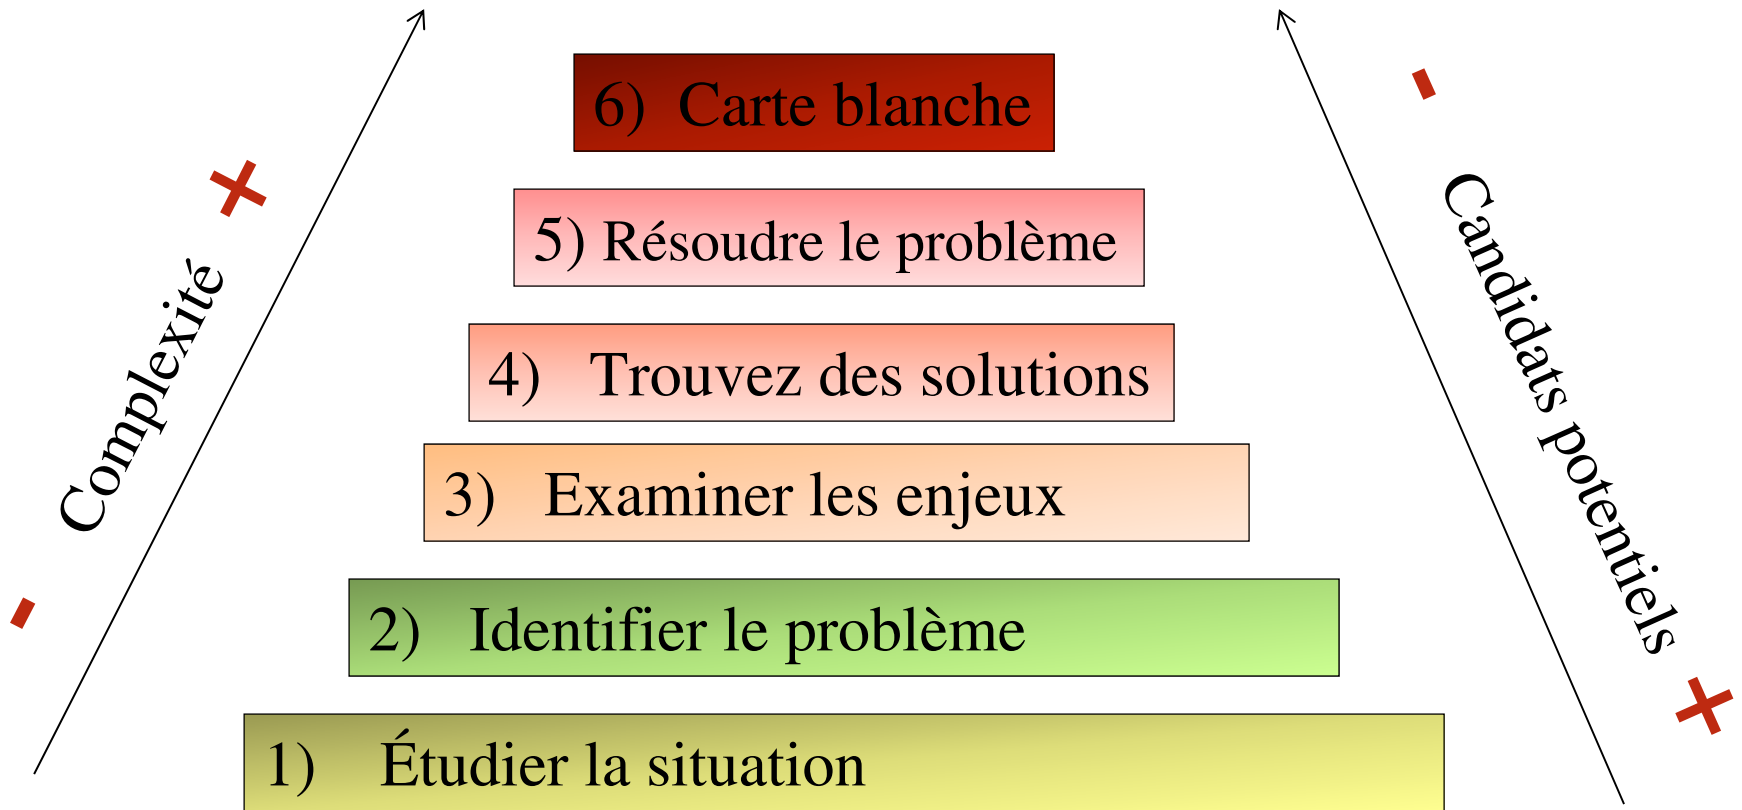 6) Carte blanche
5) Résoudre le problème
4) Trouvez des solutions
3) Examiner les enjeux
2) Identifier le problème
1) Étudier la situation
- Complexité +
- Candidats potentiels +